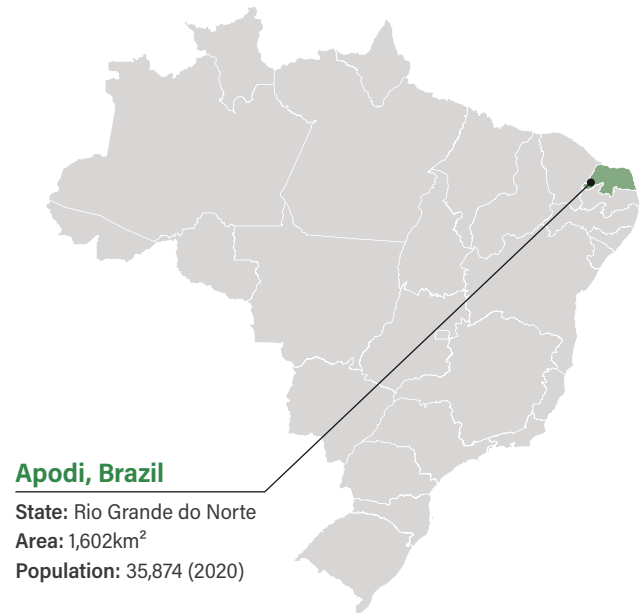 Apodi, Brazil
State: Rio Grande do Norte
Area: 1,602km²
Population: 35,874 (2020)